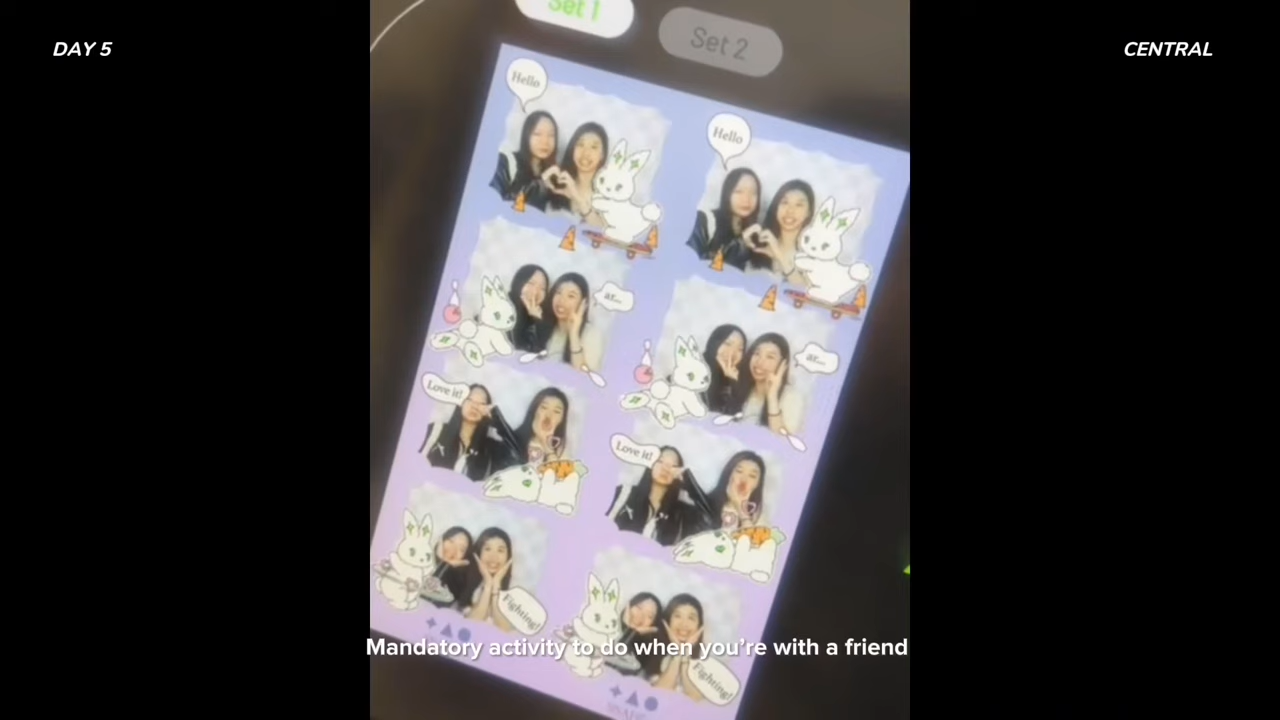 DAY 5
CENTRAL
Set 1
Set 2
Hello
Hello
ar...
ar...
Love it!
Love it!
Fighting!
Fighting!
Mandatory activity to do when you're with a friend